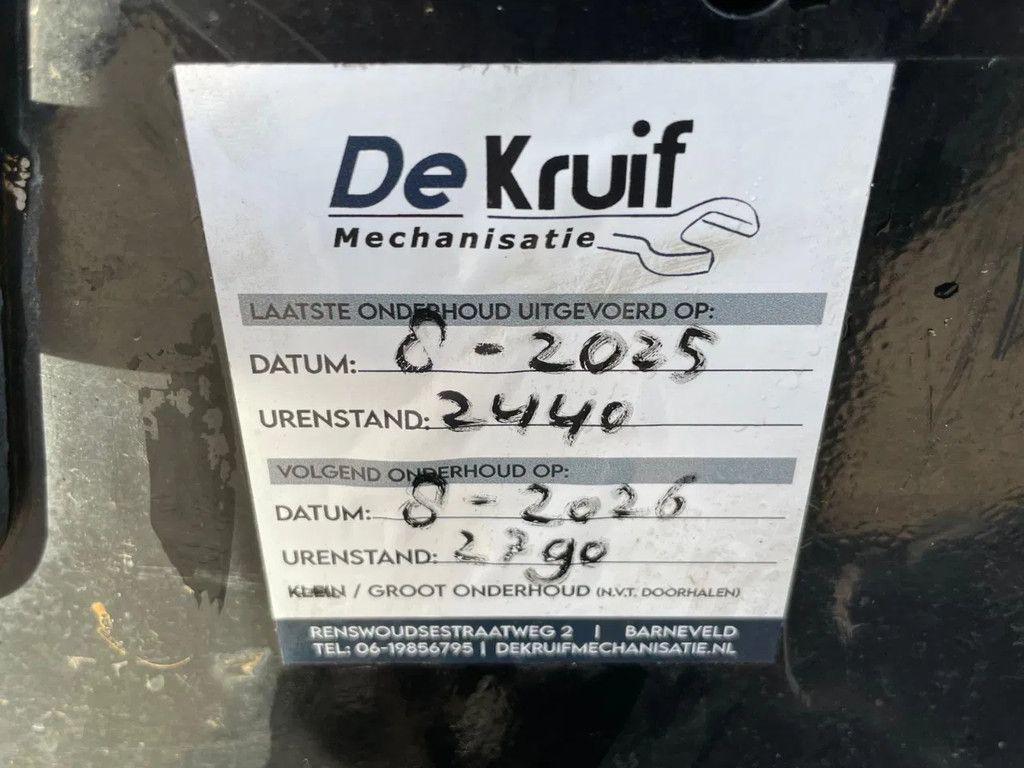 De Kruif
Mechanisatie
LAATSTE ONDERHOUD UITGEVOERD OP:
DATUM: 8-2025
URENSTAND: 2440
VOLGEND ONDERHOUD OP:
DATUM: 8-2026
URENSTAND: 2790
KLEIN / GROOT ONDERHOUD (N.V.T. DOORHALEN)
RENSWOUDSESTRAATWEG 2 | BARNEVELD
TEL: 06-19856795 | DEKRUIFMECHANISATIE.NL